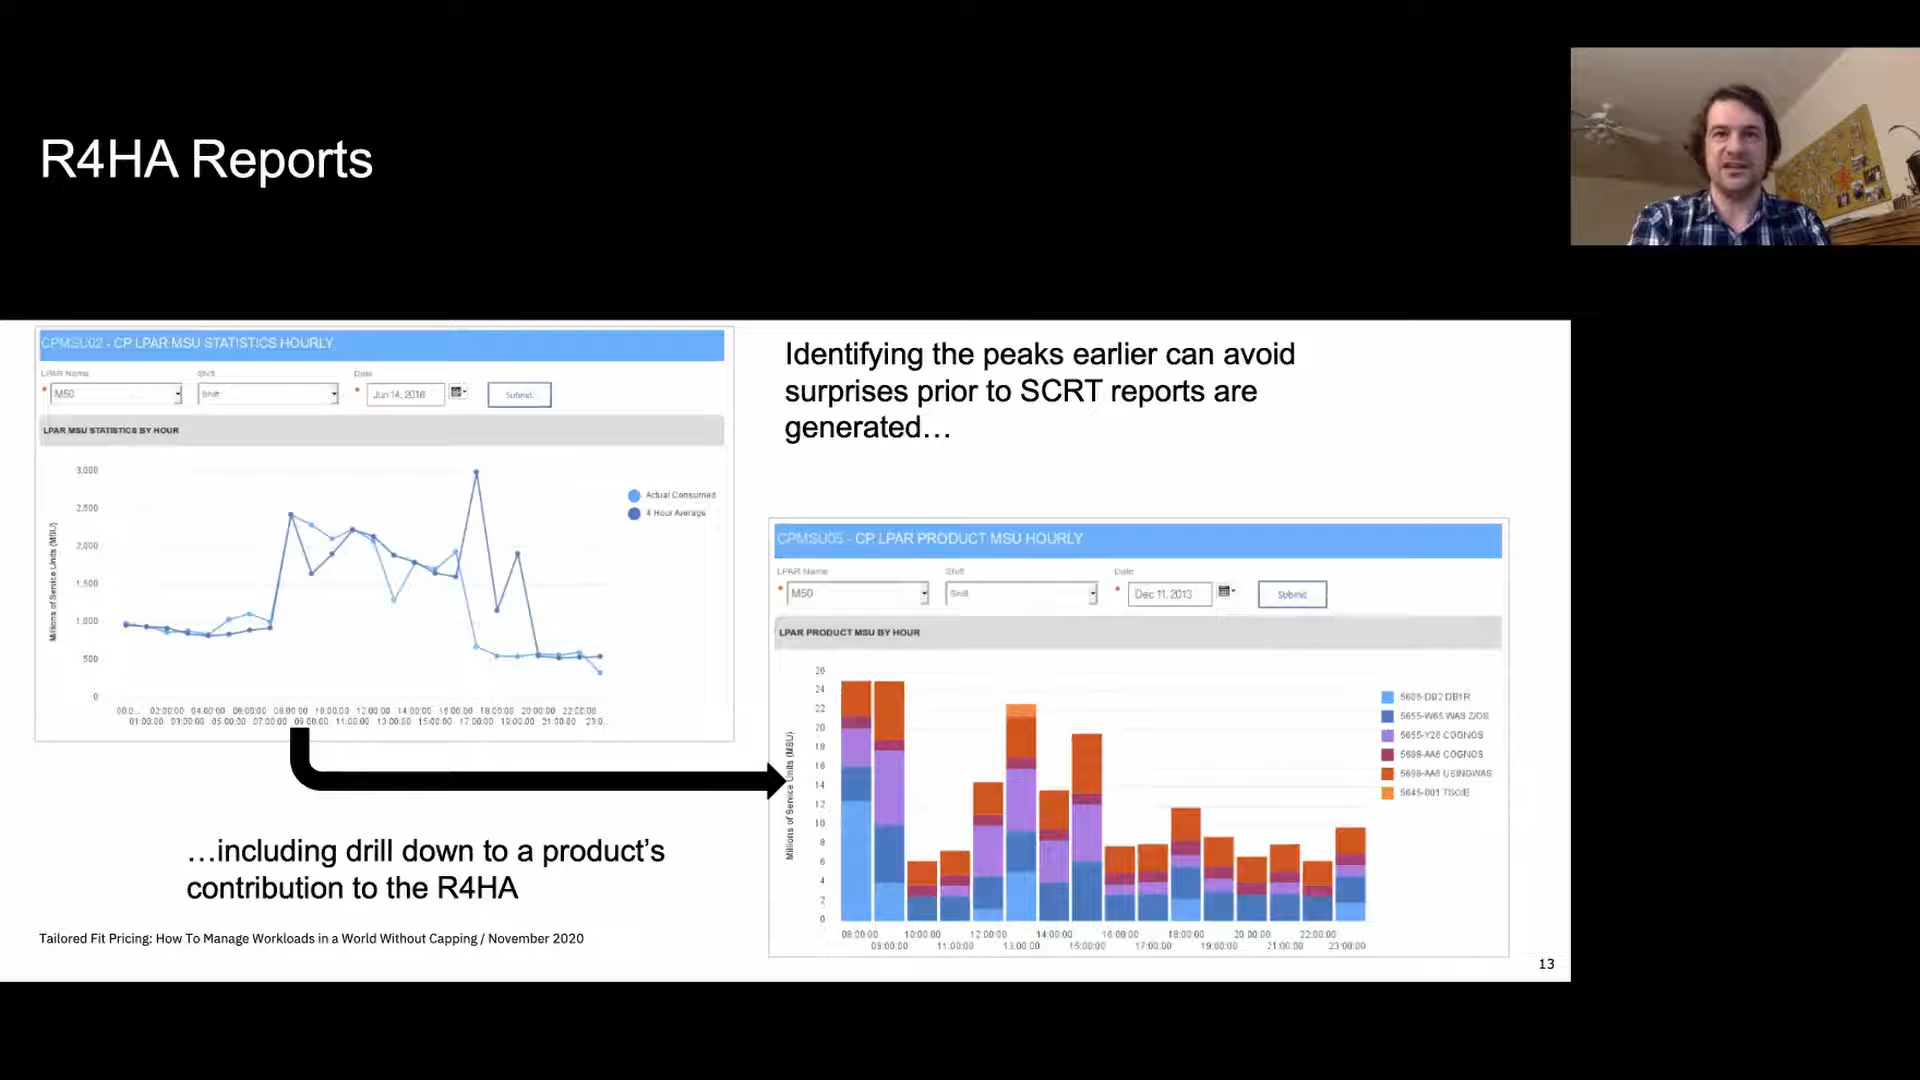 R4HA Reports
CPMSU02 - CP LPAR MSU STATISTICS HOURLY
LPAR Name Shift Date
* M50 Shift * Jun 14, 2018 Submit
LPAR MSU STATISTICS BY HOUR
Millions of Service Units (MSU)
3,000
2,500
2,000
1,500
1,000
500
0
Actual Consumed
4 Hour Average
00:0... 02:00:00 04:00:00 06:00:00 08:00:00 10:00:00 12:00:00 14:00:00 16:00:00 18:00:00 20:00:00 22:00:00
01:00:00 03:00:00 05:00:00 07:00:00 09:00:00 11:00:00 13:00:00 15:00:00 17:00:00 19:00:00 21:00:00 23:0...
Identifying the peaks earlier can avoid
surprises prior to SCRT reports are
generated…
…including drill down to a product’s
contribution to the R4HA
CPMSU05 - CP LPAR PRODUCT MSU HOURLY
LPAR Name Shift Date
* M50 Shift * Dec 11, 2013 Submit
LPAR PRODUCT MSU BY HOUR
Millions of Service Units (MSU)
26
24
22
20
18
16
14
12
10
8
6
4
2
0
5605-DB2 DB1R
5655-W65 WAS Z/OS
5655-Y26 COGNOS
5698-AA6 COGNOS
5698-AA6 USINGWAS
5645-001 TSO/E
08:00:00 10:00:00 12:00:00 14:00:00 16:00:00 18:00:00 20:00:00 22:00:00
09:00:00 11:00:00 13:00:00 15:00:00 17:00:00 19:00:00 21:00:00 23:00:00
Tailored Fit Pricing: How To Manage Workloads in a World Without Capping / November 2020
13